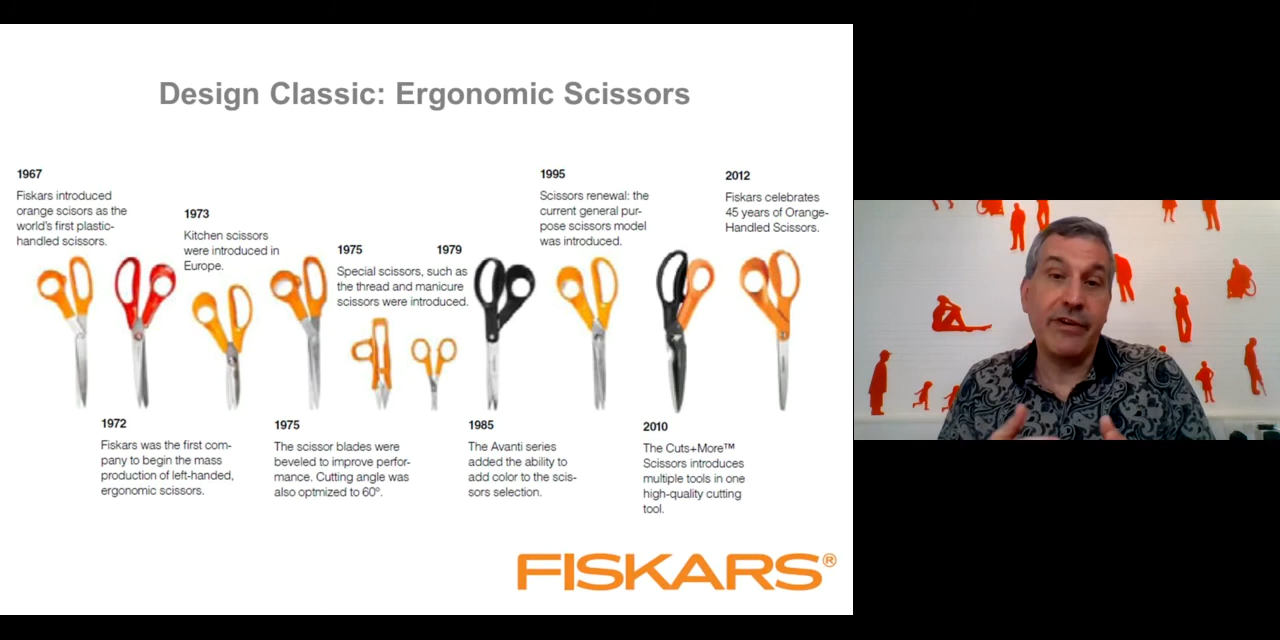 Design Classic: Ergonomic Scissors
1967
Fiskars introduced
orange scisors as the
world's first plastic-
handled scissors.
1972
Fiskars was the first com-
pany to begin the mass
production of left-handed,
ergonomic scissors.
1973
Kitchen scissors
were introduced in
Europe.
1975
The scissor blades were
beveled to improve perfor-
mance. Cutting angle was
also optmized to 60º.
1975 1979
Special scissors, such as
the thread and manicure
scissors were introduced.
1985
The Avanti series
added the ability to
add color to the scis-
sors selection.
1995
Scissors renewal: the
current general pur-
pose scissors model
was introduced.
2010
The Cuts+More™
Scissors introduces
multiple tools in one
high-quality cutting
tool.
2012
Fiskars celebrates
45 years of Orange-
Handled Scissors.
FISKARS®